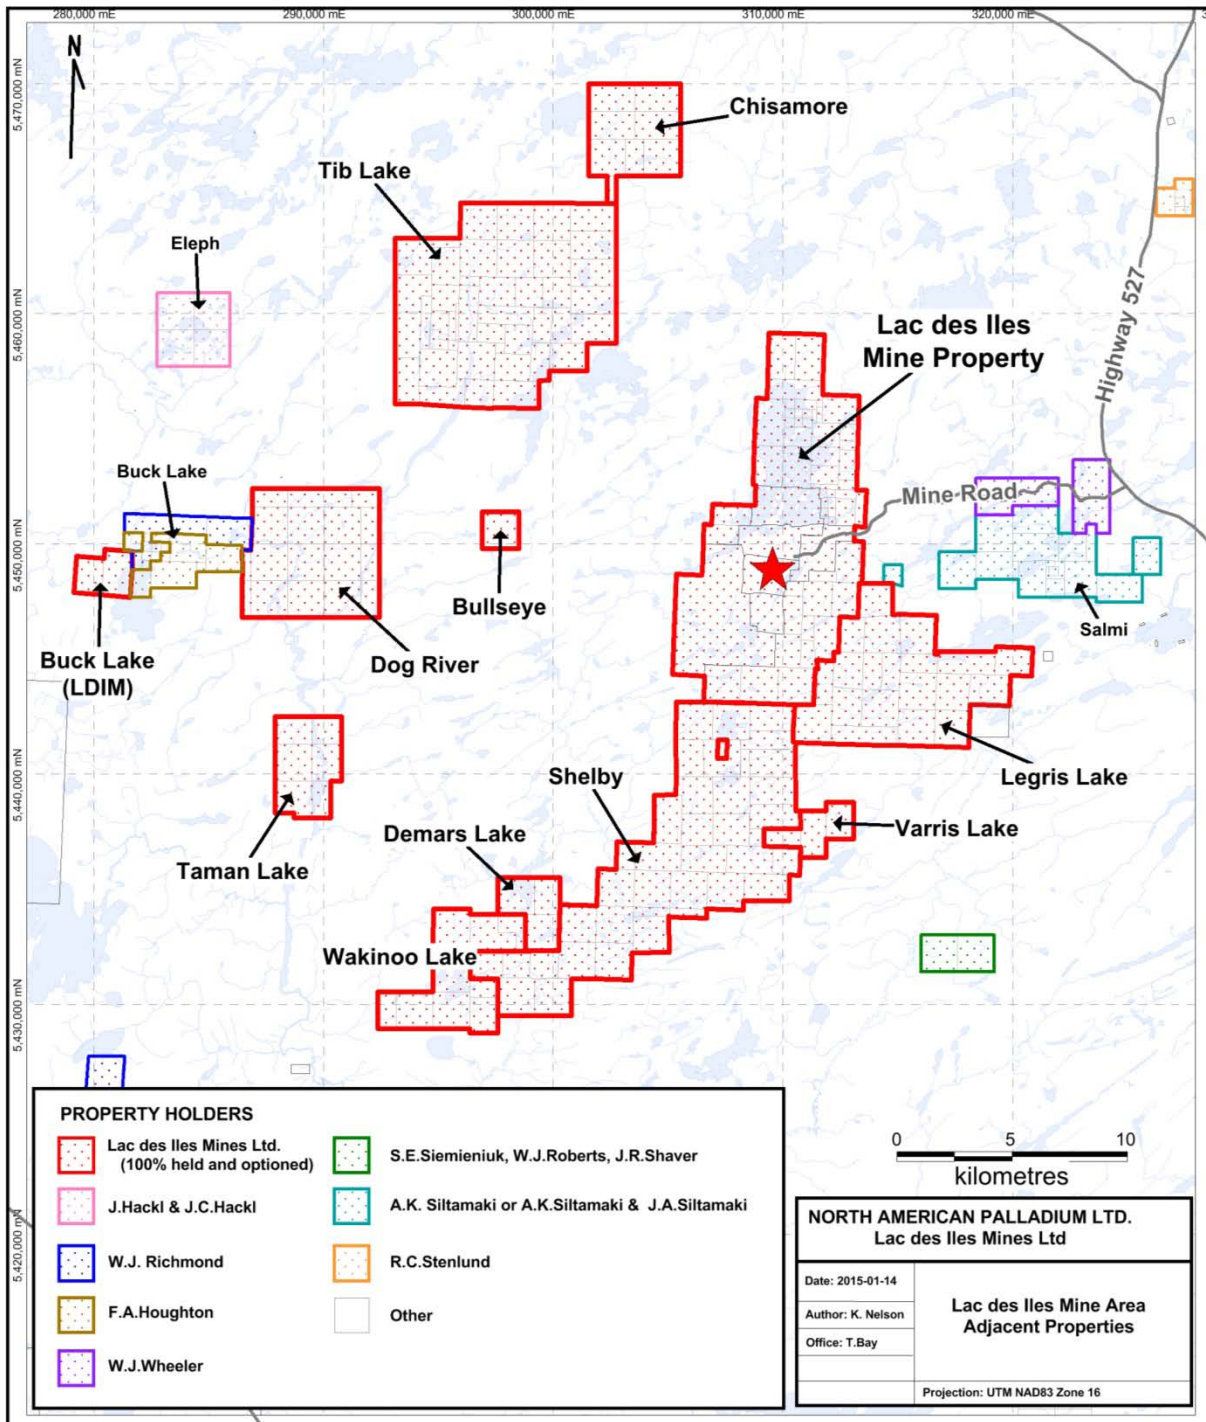 280,000 mE
290,000 mE
300,000 mE
310,000 mE
320,000 mE
N
5,470,000 mN
Chisamore
Tib Lake
Eleph
5,460,000 mN
Lac des Iles
Mine Property
Highway 527
Buck Lake
Mine Road
5,450,000 mN
Bullseye
Salmi
Buck Lake
(LDIM)
Dog River
Legris Lake
Shelby
5,440,000 mN
Demars Lake
Varris Lake
Taman Lake
Wakinoo Lake
5,430,000 mN
PROPERTY HOLDERS
Lac des Iles Mines Ltd.
(100% held and optioned)
J.Hackl & J.C.Hackl
W.J. Richmond
F.A.Houghton
W.J.Wheeler
S.E.Siemieniuk, W.J.Roberts, J.R.Shaver
A.K. Siltamaki or A.K.Siltamaki & J.A.Siltamaki
R.C.Stenlund
Other
0 5 10
kilometres
5,420,000 mN
NORTH AMERICAN PALLADIUM LTD.
Lac des Iles Mines Ltd
Date: 2015-01-14
Author: K. Nelson
Office: T.Bay
Lac des Iles Mine Area
Adjacent Properties
Projection: UTM NAD83 Zone 16